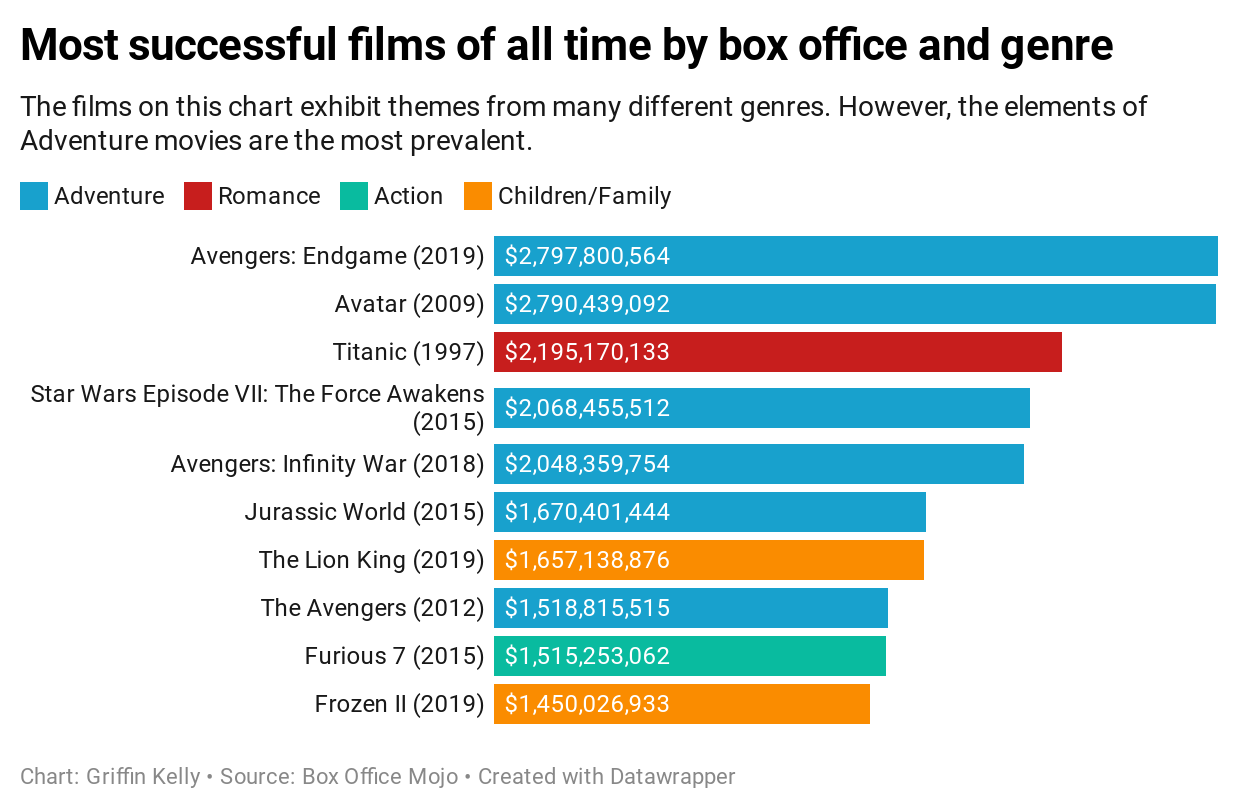 Most successful films of all time by box office and genre
The films on this chart exhibit themes from many different genres. However, the elements of
Adventure movies are the most prevalent.
Adventure Romance Action Children/Family
Avengers: Endgame (2019) $2,797,800,564
Avatar (2009) $2,790,439,092
Titanic (1997) $2,195,170,133
Star Wars Episode VII: The Force Awakens
(2015) $2,068,455,512
Avengers: Infinity War (2018) $2,048,359,754
Jurassic World (2015) $1,670,401,444
The Lion King (2019) $1,657,138,876
The Avengers (2012) $1,518,815,515
Furious 7 (2015) $1,515,253,062
Frozen II (2019) $1,450,026,933
Chart: Griffin Kelly • Source: Box Office Mojo • Created with Datawrapper